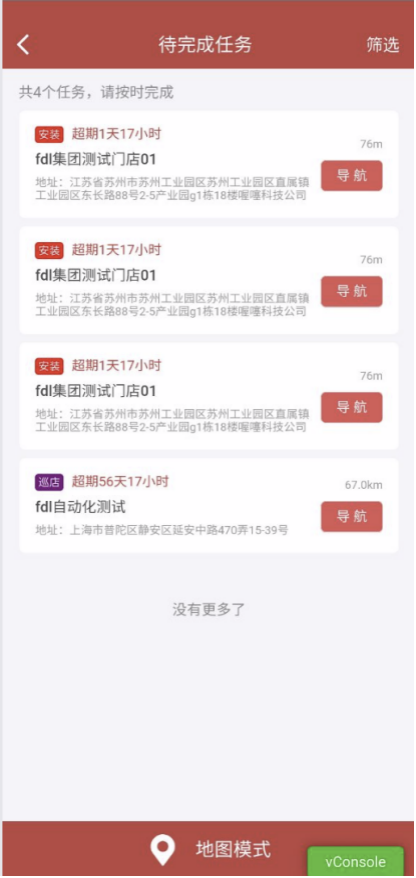 待完成任务
筛选
共4个任务，请按时完成
安装 超期1天17小时
76m
fdl集团测试门店01
导航
地址：江苏省苏州市苏州工业园区苏州工业园区直属镇
工业园区东长路88号2-5产业园g1栋18楼喔噻科技公司
安装 超期1天17小时
76m
fdl集团测试门店01
导航
地址：江苏省苏州市苏州工业园区苏州工业园区直属镇
工业园区东长路88号2-5产业园g1栋18楼喔噻科技公司
安装 超期1天17小时
76m
fdl集团测试门店01
导航
地址：江苏省苏州市苏州工业园区苏州工业园区直属镇
工业园区东长路88号2-5产业园g1栋18楼喔噻科技公司
巡店 超期56天17小时
67.0km
fdl自动化测试
导航
地址：上海市普陀区静安区延安中路470弄15-39号
没有更多了
地图模式
vConsole